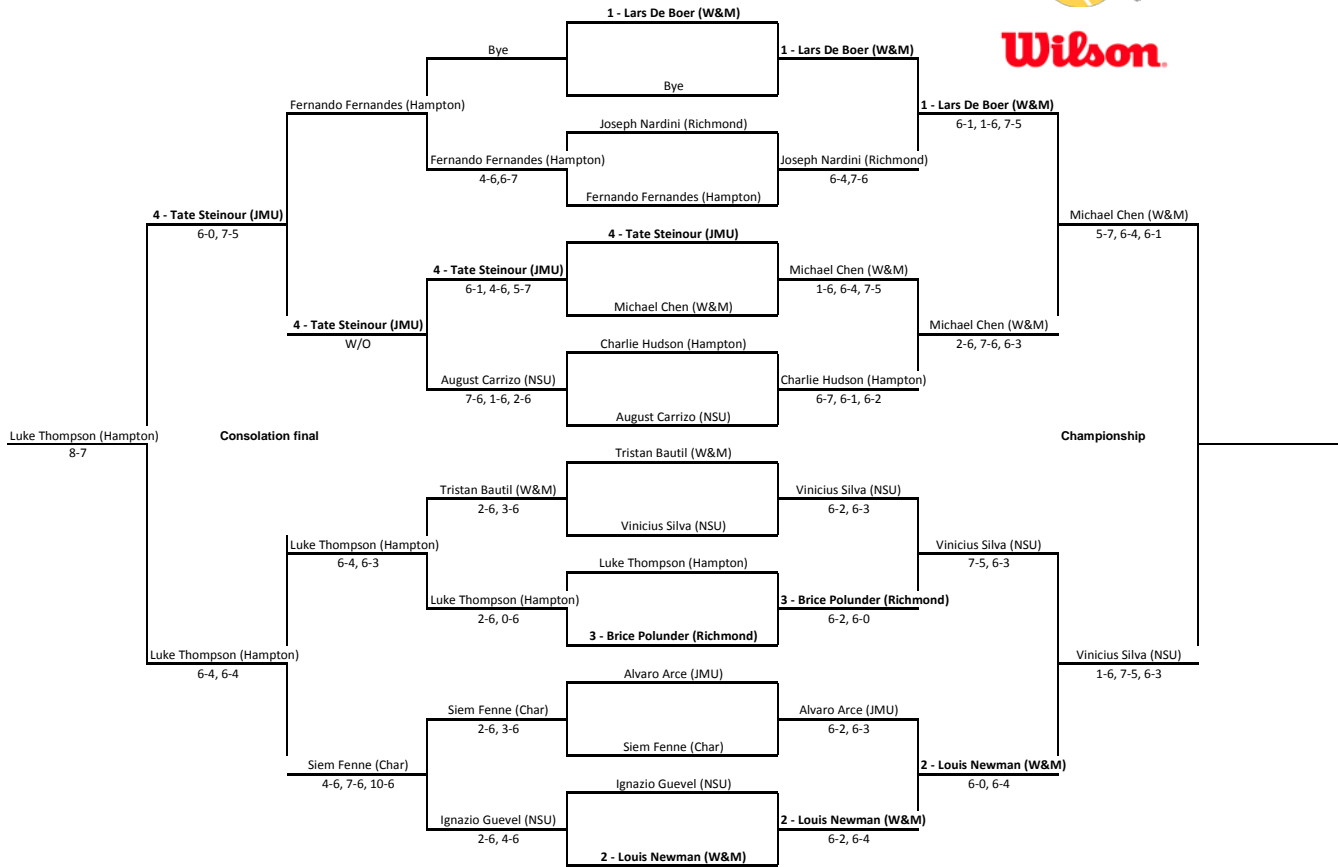 1 - Lars De Boer (W&M)
Wilson.
Bye
1 - Lars De Boer (W&M)
Bye
Fernando Fernandes (Hampton)
1 - Lars De Boer (W&M)
6-1, 1-6, 7-5
Joseph Nardini (Richmond)
Fernando Fernandes (Hampton)
4-6,6-7
Joseph Nardini (Richmond)
6-4,7-6
Fernando Fernandes (Hampton)
4 - Tate Steinour (JMU)
6-0, 7-5
Michael Chen (W&M)
5-7, 6-4, 6-1
4 - Tate Steinour (JMU)
4 - Tate Steinour (JMU)
6-1, 4-6, 5-7
Michael Chen (W&M)
1-6, 6-4, 7-5
Michael Chen (W&M)
4 - Tate Steinour (JMU)
W/O
Michael Chen (W&M)
2-6, 7-6, 6-3
Charlie Hudson (Hampton)
August Carrizo (NSU)
7-6, 1-6, 2-6
Charlie Hudson (Hampton)
6-7, 6-1, 6-2
August Carrizo (NSU)
Luke Thompson (Hampton)
8-7
Consolation final
Championship
Tristan Bautil (W&M)
Tristan Bautil (W&M)
2-6, 3-6
Vinicius Silva (NSU)
6-2, 6-3
Vinicius Silva (NSU)
Luke Thompson (Hampton)
6-4, 6-3
Vinicius Silva (NSU)
7-5, 6-3
Luke Thompson (Hampton)
Luke Thompson (Hampton)
2-6, 0-6
3 - Brice Polunder (Richmond)
6-2, 6-0
3 - Brice Polunder (Richmond)
Luke Thompson (Hampton)
6-4, 6-4
Vinicius Silva (NSU)
1-6, 7-5, 6-3
Alvaro Arce (JMU)
Siem Fenne (Char)
2-6, 3-6
Alvaro Arce (JMU)
6-2, 6-3
Siem Fenne (Char)
Siem Fenne (Char)
4-6, 7-6, 10-6
2 - Louis Newman (W&M)
6-0, 6-4
Ignazio Guevel (NSU)
Ignazio Guevel (NSU)
2-6, 4-6
2 - Louis Newman (W&M)
6-2, 6-4
2 - Louis Newman (W&M)